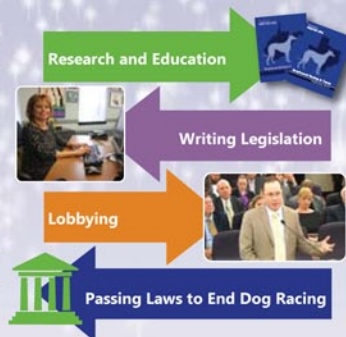 Research and Education
Writing Legislation
Lobbying
Passing Laws to End Dog Racing